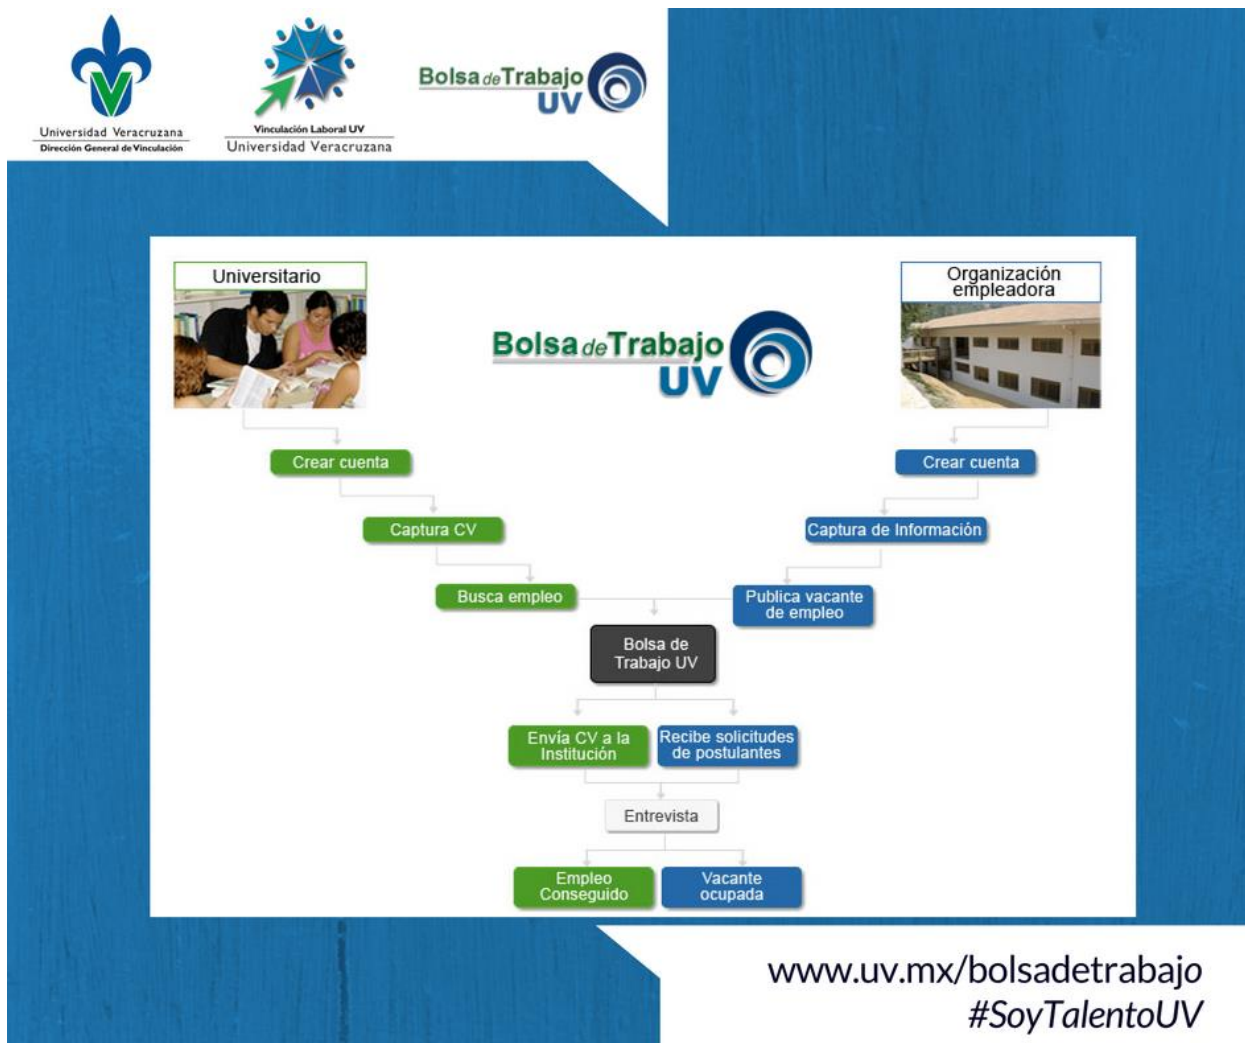 Universidad Veracruzana
Dirección General de Vinculación
Vinculación Laboral UV
Universidad Veracruzana
Bolsa de Trabajo
UV
Universitario
Organización
empleadora
Bolsa de Trabajo
UV
Crear cuenta
Crear cuenta
Captura CV
Captura de Información
Busca empleo
Publica vacante
de empleo
Bolsa de
Trabajo UV
Envía CV a la
Institución
Recibe solicitudes
de postulantes
Entrevista
Empleo
Conseguido
Vacante
ocupada
www.uv.mx/bolsadetrabajo
#SoyTalentoUV